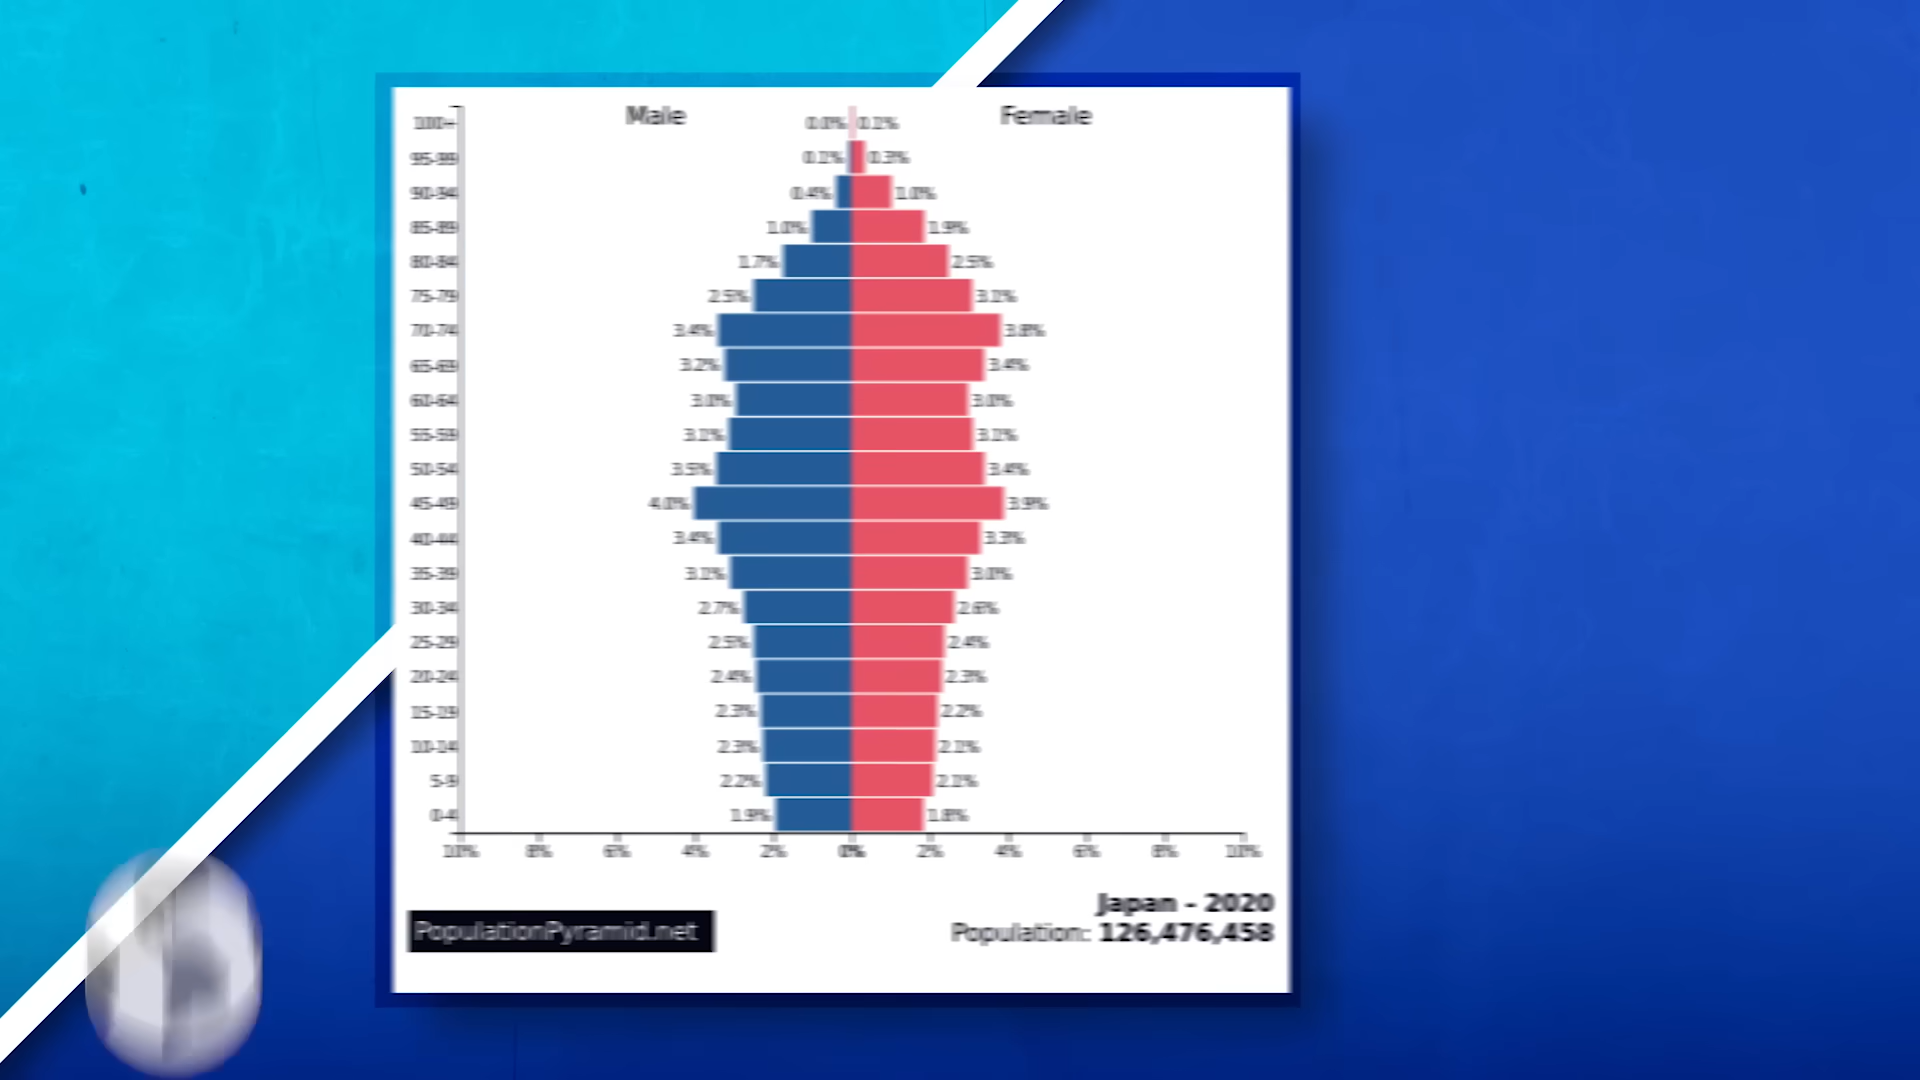 Male Female
100+ 0.0% 0.1%
95-99 0.1% 0.3%
90-94 0.4% 1.0%
85-89 1.0% 1.9%
80-84 1.7% 2.5%
75-79 2.5% 3.1%
70-74 3.4% 3.8%
65-69 3.2% 3.4%
60-64 3.0% 3.0%
55-59 3.1% 3.1%
50-54 3.5% 3.4%
45-49 4.0% 3.9%
40-44 3.4% 3.3%
35-39 3.1% 3.0%
30-34 2.7% 2.6%
25-29 2.5% 2.4%
20-24 2.4% 2.3%
15-19 2.3% 2.2%
10-14 2.3% 2.1%
5-9 2.2% 2.1%
0-4 1.9% 1.8%
10% 8% 6% 4% 2% 0% 2% 4% 6% 8% 10%
Japan - 2020
PopulationPyramid.net Population: 126,476,458